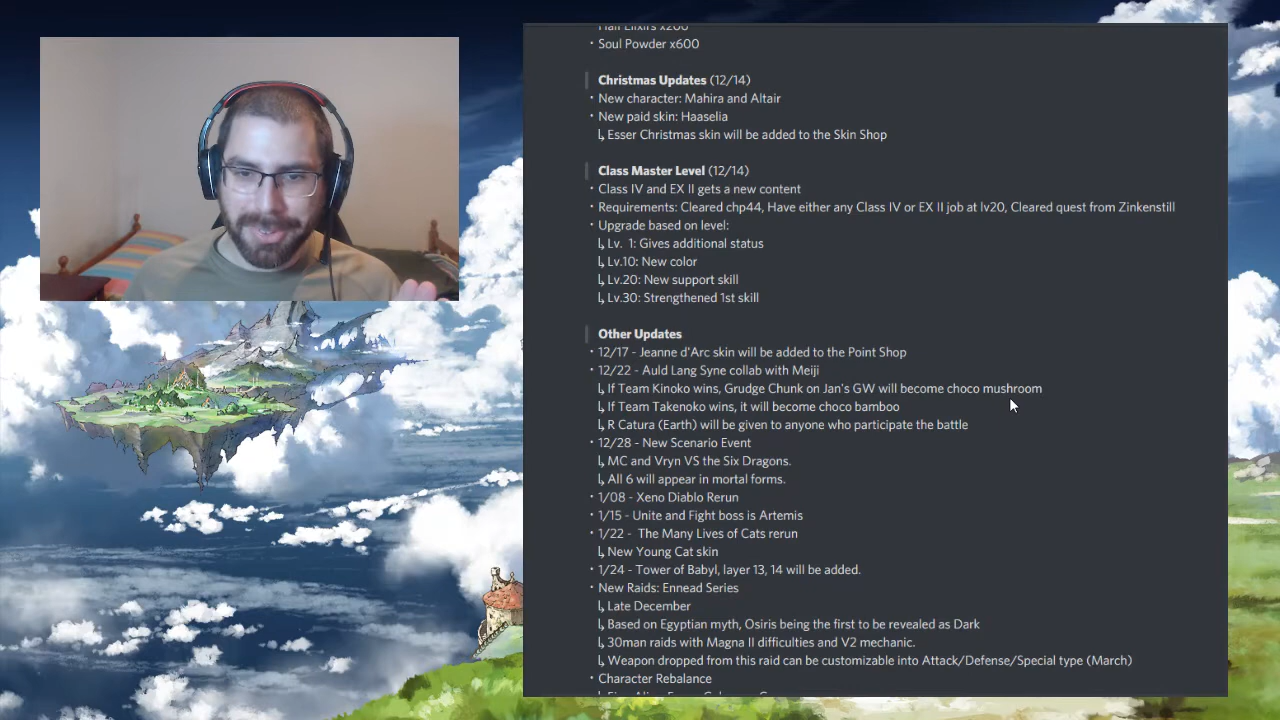 Half Elixirs x200
• Soul Powder x600
Christmas Updates (12/14)
• New character: Mahira and Altair
• New paid skin: Haaselia
↳ Esser Christmas skin will be added to the Skin Shop
Class Master Level (12/14)
• Class IV and EX II gets a new content
• Requirements: Cleared chp44, Have either any Class IV or EX II job at lv20, Cleared quest from Zinkenstill
• Upgrade based on level:
↳ Lv. 1: Gives additional status
↳ Lv.10: New color
↳ Lv.20: New support skill
↳ Lv.30: Strengthened 1st skill
Other Updates
• 12/17 - Jeanne d'Arc skin will be added to the Point Shop
• 12/22 - Auld Lang Syne collab with Meiji
↳ If Team Kinoko wins, Grudge Chunk on Jan's GW will become choco mushroom
↳ If Team Takenoko wins, it will become choco bamboo
↳ R Catura (Earth) will be given to anyone who participate the battle
• 12/28 - New Scenario Event
↳ MC and Vryn VS the Six Dragons.
↳ All 6 will appear in mortal forms.
• 1/08 - Xeno Diablo Rerun
• 1/15 - Unite and Fight boss is Artemis
• 1/22 - The Many Lives of Cats rerun
↳ New Young Cat skin
• 1/24 - Tower of Babyl, layer 13, 14 will be added.
• New Raids: Ennead Series
↳ Late December
↳ Based on Egyptian myth, Osiris being the first to be revealed as Dark
↳ 30man raids with Magna II difficulties and V2 mechanic.
↳ Weapon dropped from this raid can be customizable into Attack/Defense/Special type (March)
• Character Rebalance